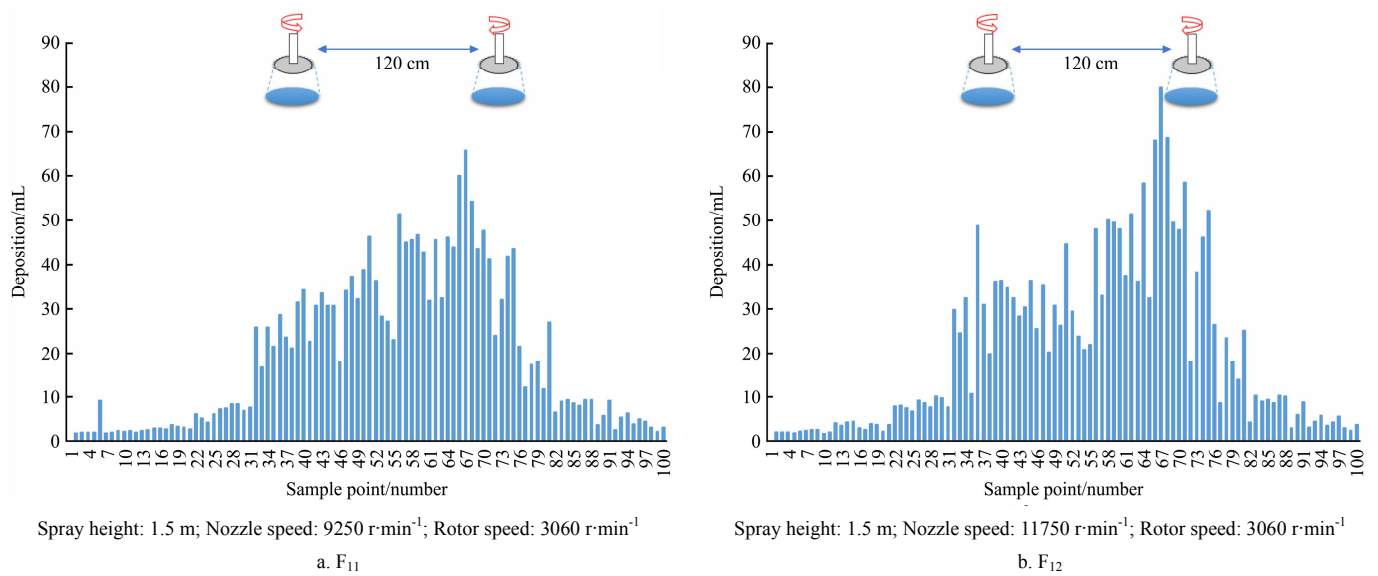 120 cm
90
80
70
60
50
40
30
20
10
0
Deposition/mL
1 4 7 10 13 16 19 22 25 28 31 34 37 40 43 46 49 52 55 58 61 64 67 70 73 76 79 82 85 88 91 94 97 100
Sample point/number
Spray height: 1.5 m; Nozzle speed: 9250 r·min⁻¹; Rotor speed: 3060 r·min⁻¹
a. F₁₁
120 cm
90
80
70
60
50
40
30
20
10
0
Deposition/mL
1 4 7 10 13 16 19 22 25 28 31 34 37 40 43 46 49 52 55 58 61 64 67 70 73 76 79 82 85 88 91 94 97 100
Sample point/number
Spray height: 1.5 m; Nozzle speed: 11750 r·min⁻¹; Rotor speed: 3060 r·min⁻¹
b. F₁₂